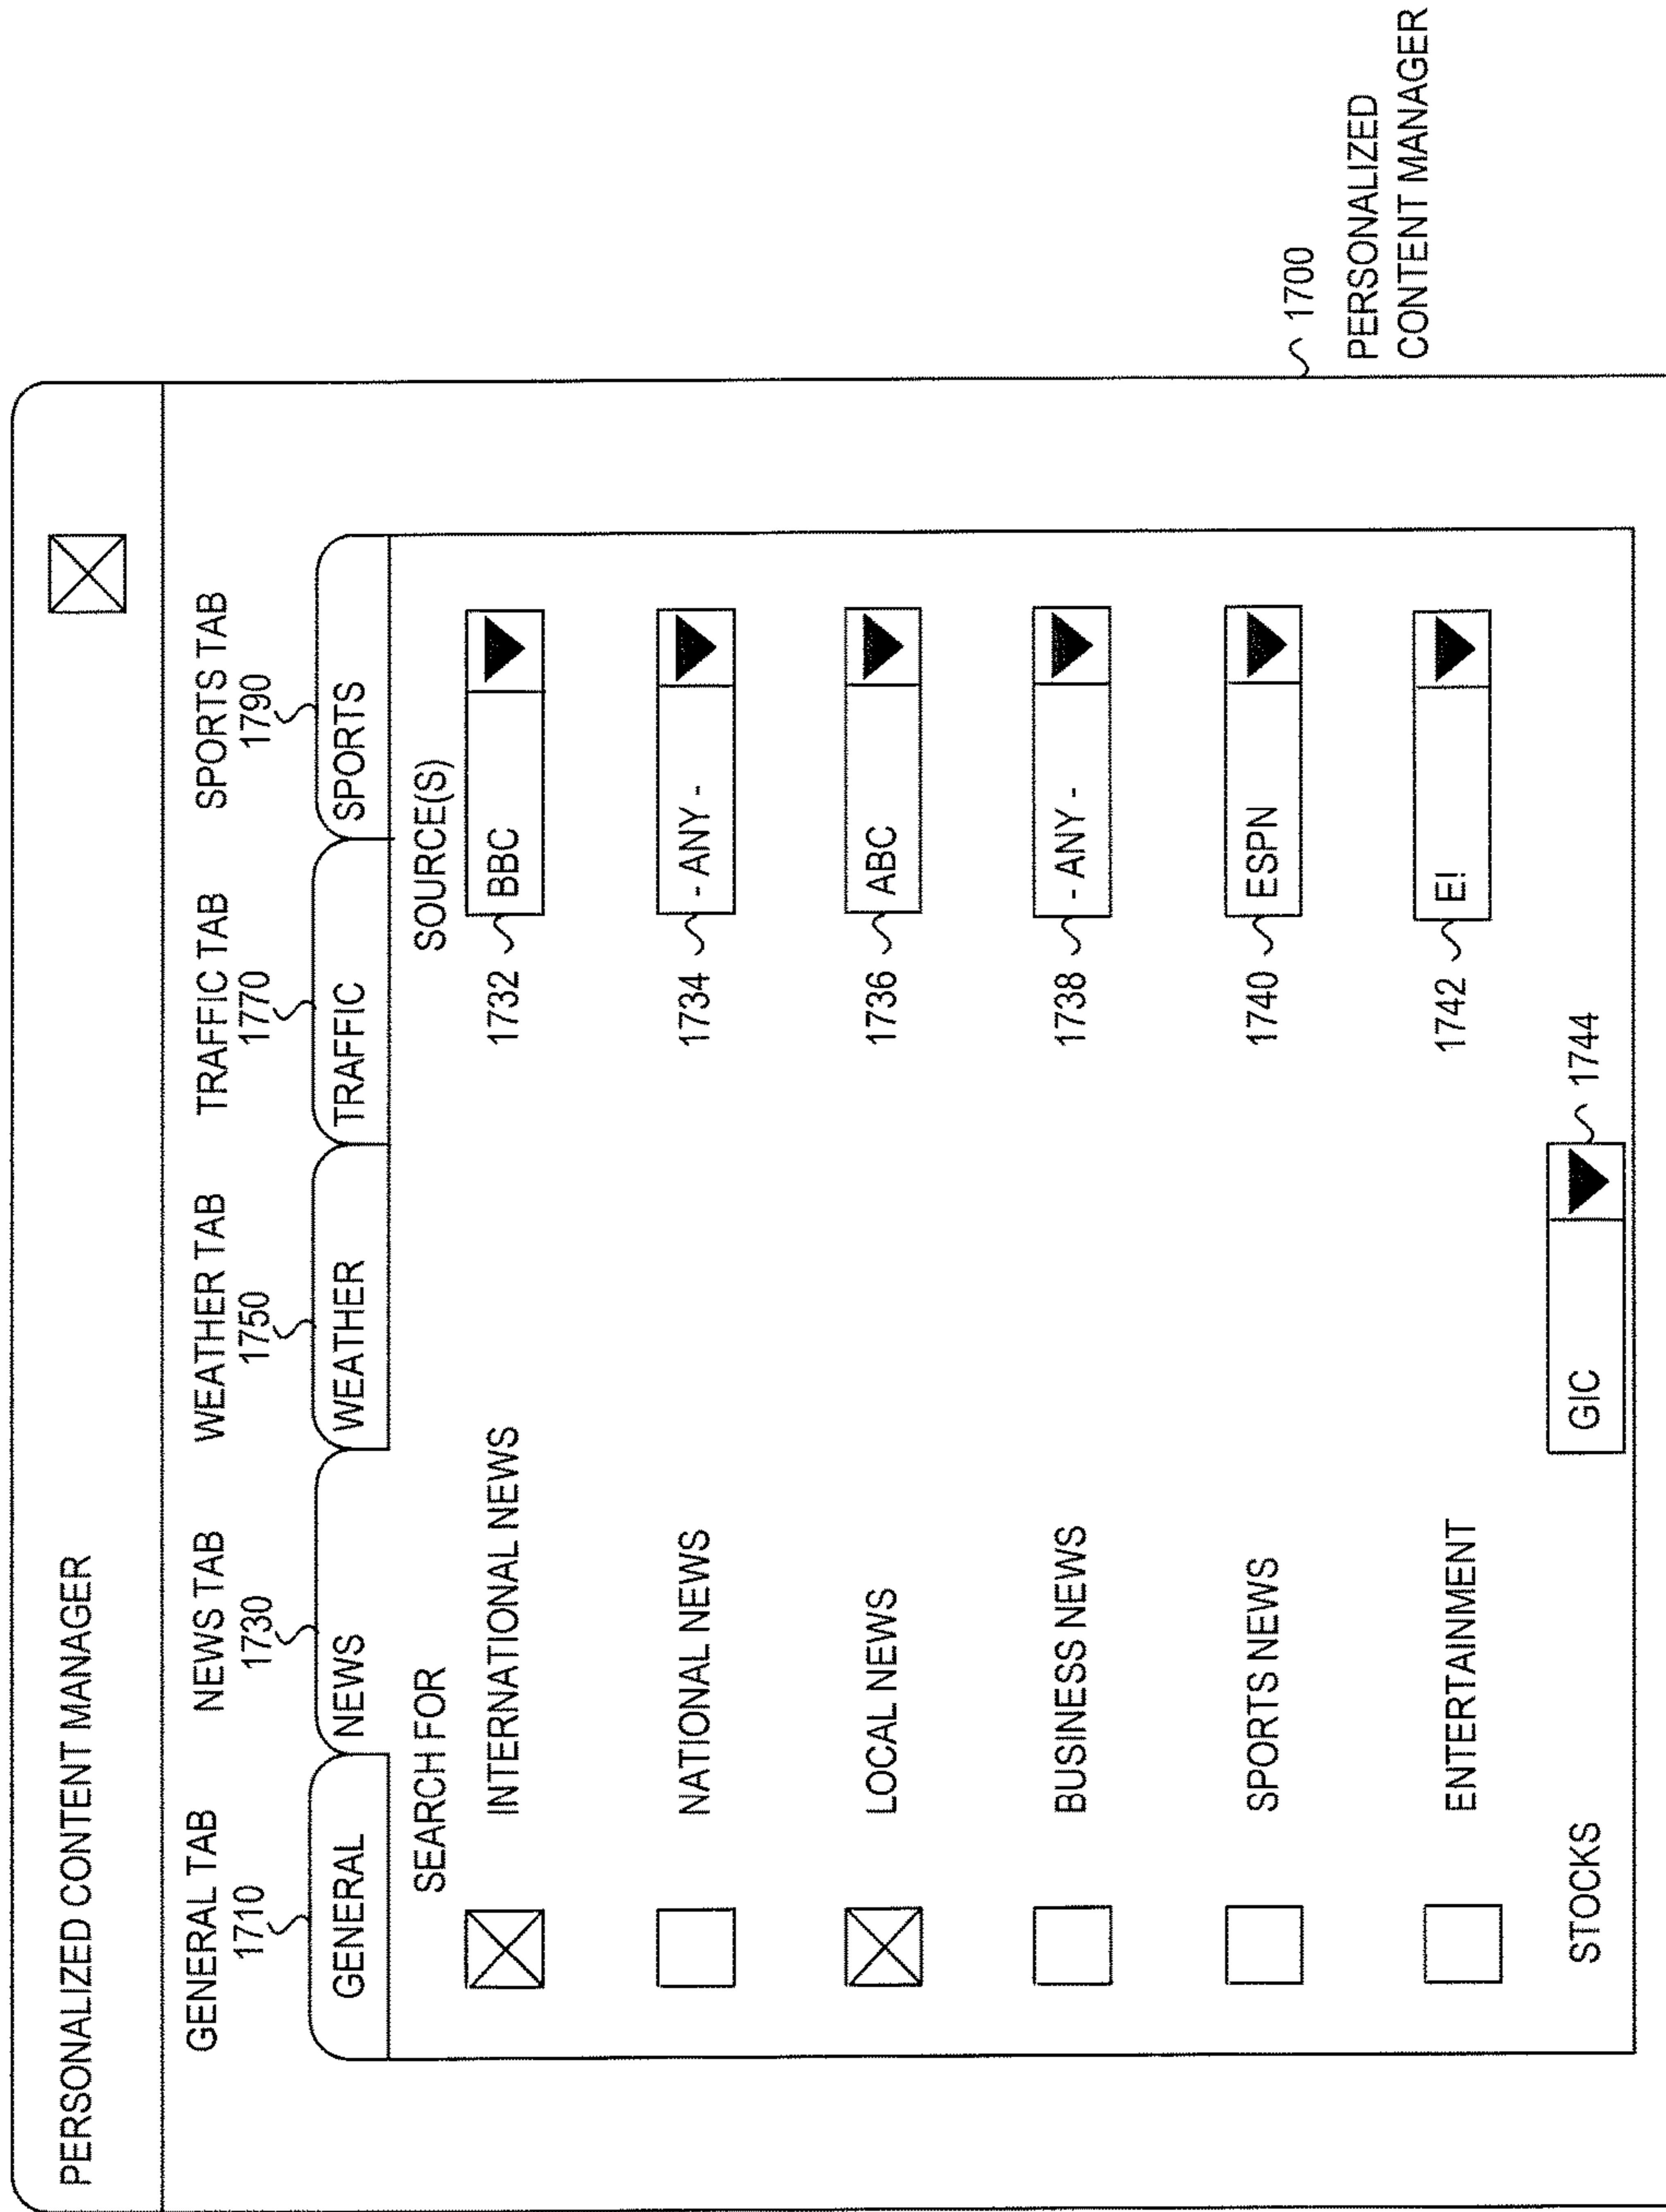 PERSONALIZED CONTENT MANAGER
GENERAL TAB NEWS TAB WEATHER TAB TRAFFIC TAB SPORTS TAB
1710 1730 1750 1770 1790
GENERAL NEWS WEATHER TRAFFIC SPORTS
SEARCH FOR SOURCE(S)
INTERNATIONAL NEWS 1732 BBC
NATIONAL NEWS 1734 - ANY -
LOCAL NEWS 1736 ABC
BUSINESS NEWS 1738 - ANY -
SPORTS NEWS 1740 ESPN
ENTERTAINMENT 1742 E!
STOCKS GIC 1744
1700
PERSONALIZED
CONTENT MANAGER